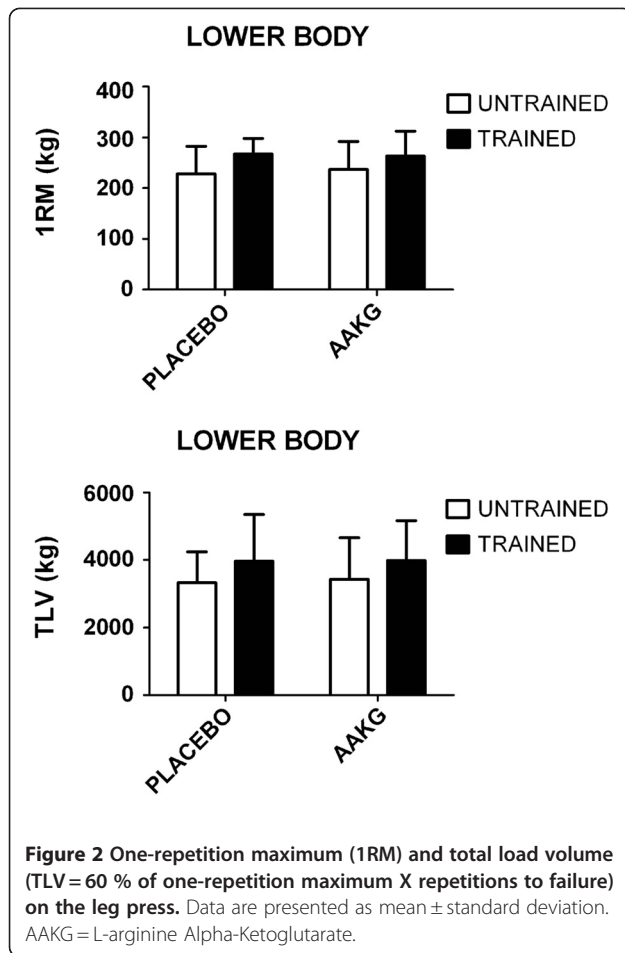 LOWER BODY
400
300
200
100
0
1RM (kg)
UNTRAINED
TRAINED
PLACEBO
AAKG
LOWER BODY
6000
4000
2000
0
TLV (kg)
UNTRAINED
TRAINED
PLACEBO
AAKG
Figure 2 One-repetition maximum (1RM) and total load volume
(TLV = 60 % of one-repetition maximum X repetitions to failure)
on the leg press. Data are presented as mean ± standard deviation.
AAKG = L-arginine Alpha-Ketoglutarate.